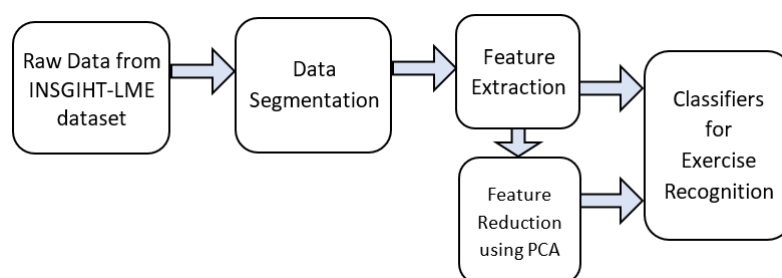 Raw Data from
INSGIHT-LME
dataset
Data
Segmentation
Feature
Extraction
Feature
Reduction
using PCA
Classifiers
for
Exercise
Recognition